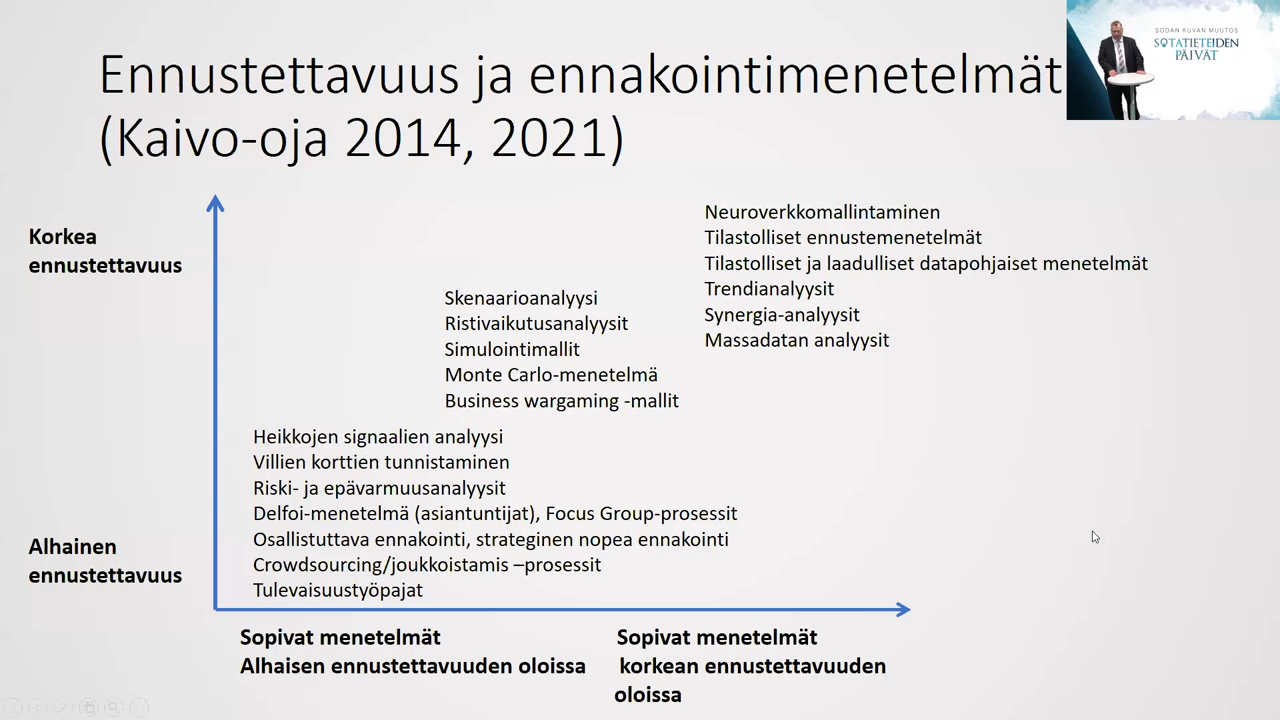 Ennustettavuus ja ennakointimenetelmät
(Kaivo-oja 2014, 2021)
SODAN KUVAN MUUTOS
SOTATIETEIDEN
PÄIVÄT
Korkea
ennustettavuus
Neuroverkkomallintaminen
Tilastolliset ennustemenetelmät
Tilastolliset ja laadulliset datapohjaiset menetelmät
Trendianalyysit
Synergia-analyysit
Massadatan analyysit
Skenaarioanalyysi
Ristivaikutusanalyysit
Simulointimallit
Monte Carlo-menetelmä
Business wargaming -mallit
Heikkojen signaalien analyysi
Villien korttien tunnistaminen
Riski- ja epävarmuusanalyysit
Delfoi-menetelmä (asiantuntijat), Focus Group-prosessit
Osallistuttava ennakointi, strateginen nopea ennakointi
Crowdsourcing/joukkoistamis –prosessit
Tulevaisuustyöpajat
Alhainen
ennustettavuus
Sopivat menetelmät
Alhaisen ennustettavuuden oloissa
Sopivat menetelmät
korkean ennustettavuuden
oloissa